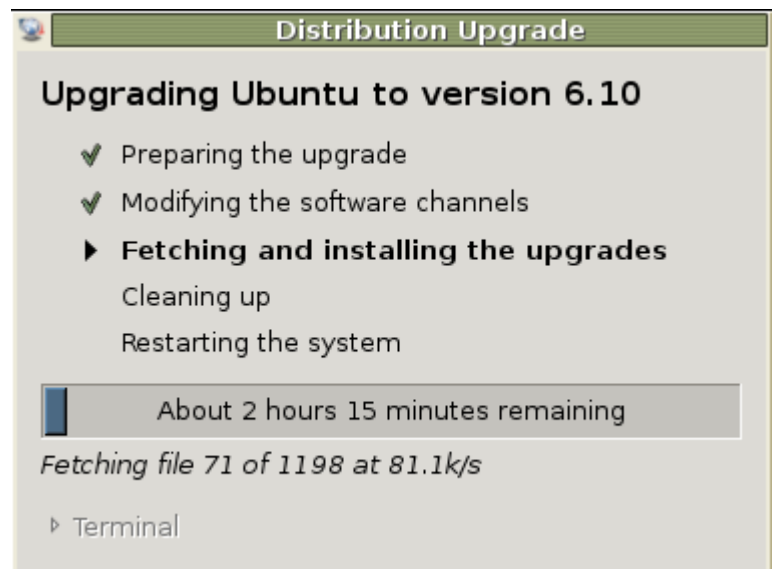 Distribution Upgrade
Upgrading Ubuntu to version 6.10
Preparing the upgrade
Modifying the software channels
Fetching and installing the upgrades
Cleaning up
Restarting the system
About 2 hours 15 minutes remaining
Fetching file 71 of 1198 at 81.1k/s
Terminal